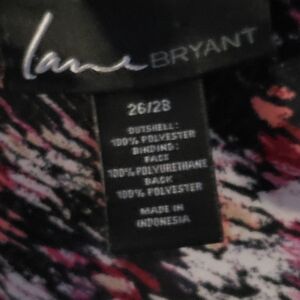 Lane BRYANT
26/28
OUTSHELL:
100% POLYESTER
BINDING:
FACE
100% POLYURETHANE
BACK
100% POLYESTER
MADE IN
INDONESIA